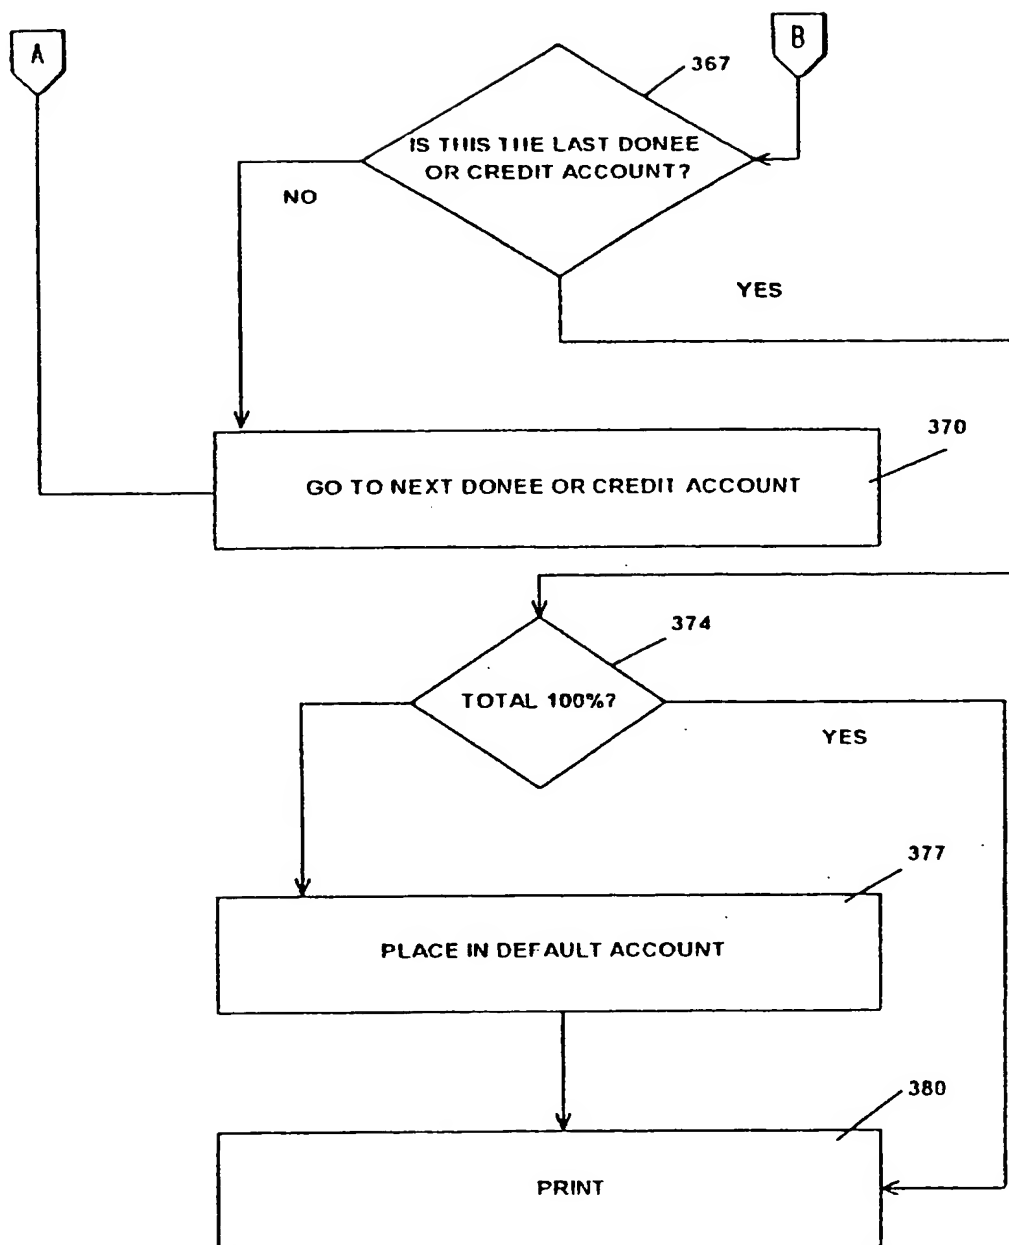 A
B
367
IS THIS THE LAST DONEE
OR CREDIT ACCOUNT?
NO
YES
370
GO TO NEXT DONEE OR CREDIT ACCOUNT
374
TOTAL 100%?
YES
377
PLACE IN DEFAULT ACCOUNT
380
PRINT